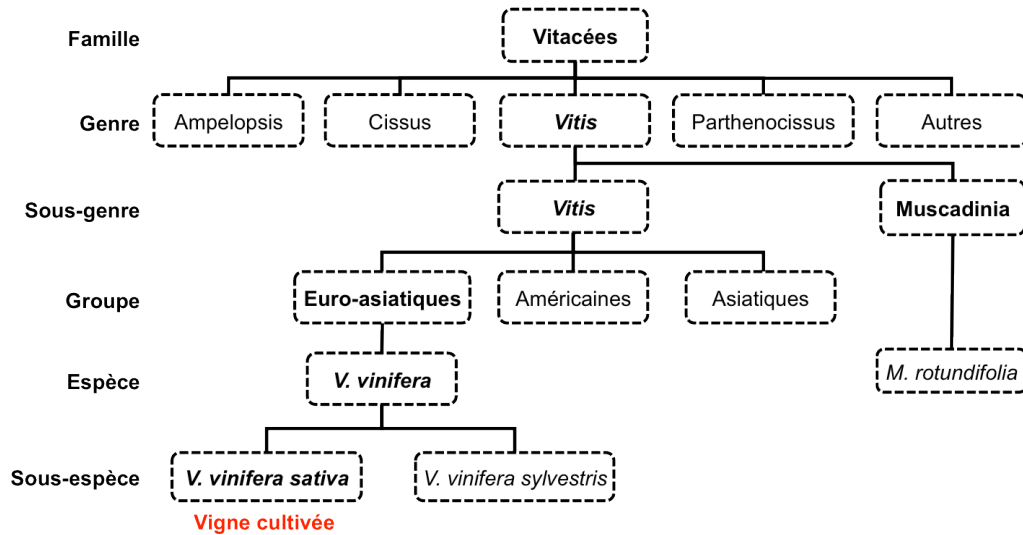 Famille
Vitacées
Genre
Ampelopsis
Cissus
Vitis
Parthenocissus
Autres
Sous-genre
Vitis
Muscadinia
Groupe
Euro-asiatiques
Américaines
Asiatiques
Espèce
V. vinifera
M. rotundifolia
Sous-espèce
V. vinifera sativa
V. vinifera sylvestris
Vigne cultivée